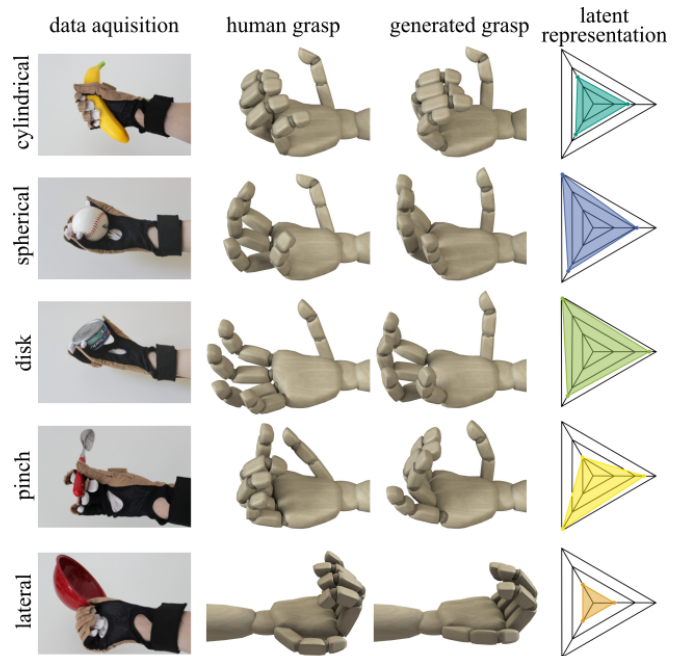 data aquisition
human grasp
generated grasp
latent
representation
cylindrical
spherical
disk
pinch
lateral